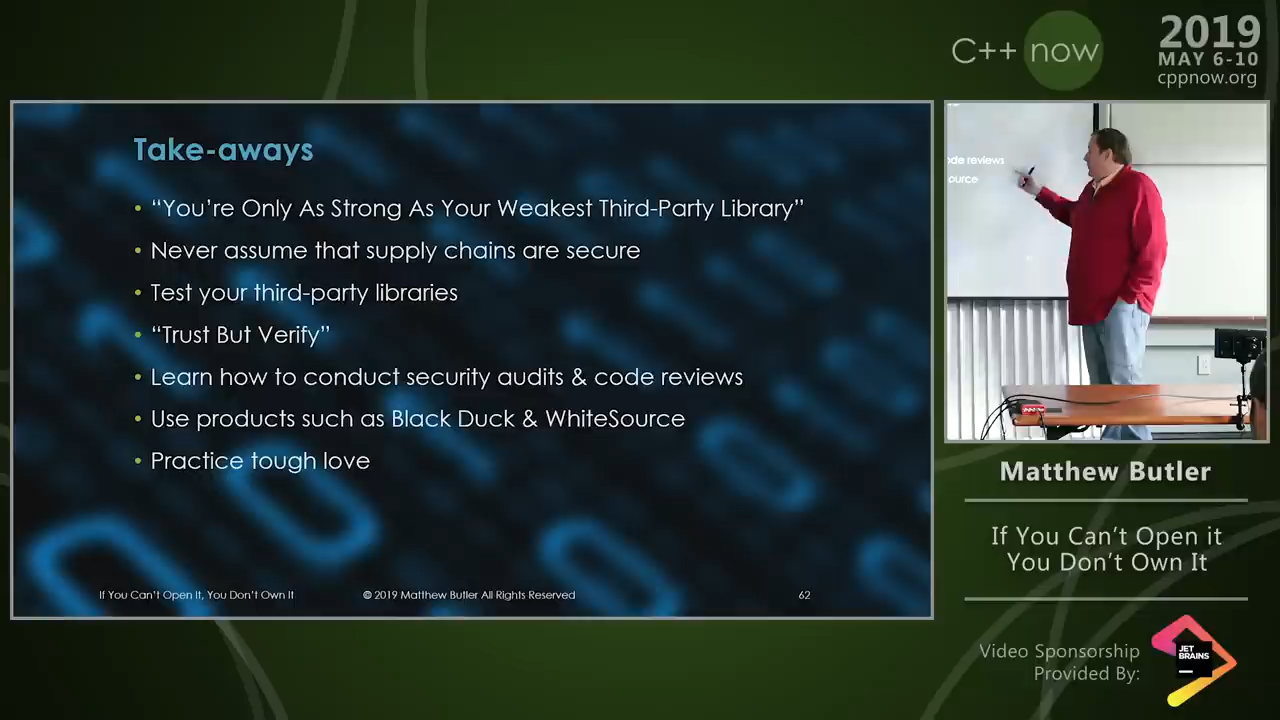 C++ now
2019
MAY 6-10
cppnow.org
Take-aways
• “You’re Only As Strong As Your Weakest Third-Party Library”
• Never assume that supply chains are secure
• Test your third-party libraries
• “Trust But Verify”
• Learn how to conduct security audits & code reviews
• Use products such as Black Duck & WhiteSource
• Practice tough love
If You Can’t Open It, You Don’t Own It
© 2019 Matthew Butler All Rights Reserved
62
ode reviews
ource
Matthew Butler
If You Can’t Open it
You Don’t Own It
Video Sponsorship
Provided By:
JET
BRAINS